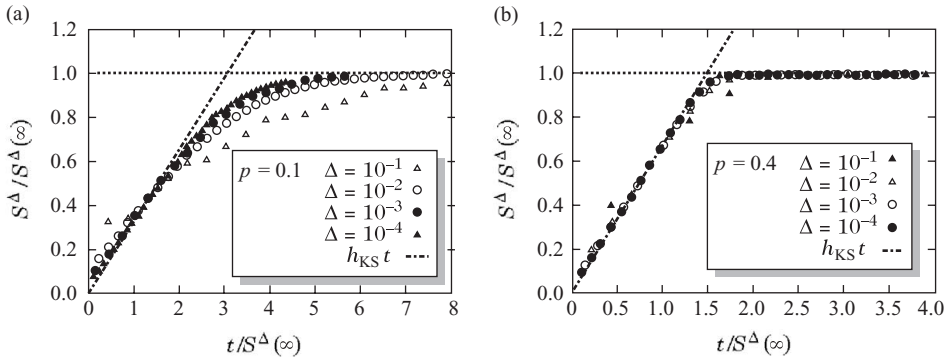 (a)
1.2
1.0
0.8
0.6
0.4
0.2
0.0
S^Δ/S^Δ(∞)
p = 0.1
Δ = 10⁻¹
Δ = 10⁻²
Δ = 10⁻³
Δ = 10⁻⁴
h_KS t
0 1 2 3 4 5 6 7 8
t/S^Δ(∞)
(b)
1.2
1.0
0.8
0.6
0.4
0.2
0.0
S^Δ/S^Δ(∞)
p = 0.4
Δ = 10⁻¹
Δ = 10⁻²
Δ = 10⁻³
Δ = 10⁻⁴
h_KS t
0 0.5 1.0 1.5 2.0 2.5 3.0 3.5 4.0
t/S^Δ(∞)